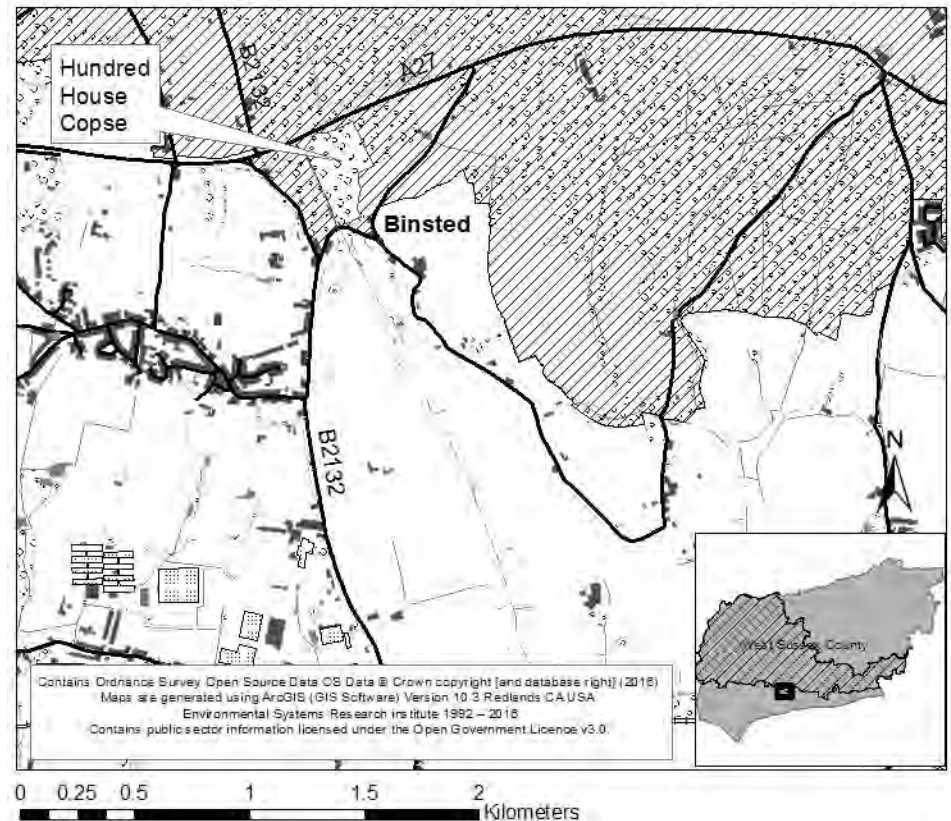 Hundred
House
Copse
B2132
A27
Binsted
B2132
N
West Sussex County
Contains Ordnance Survey Open Source Data OS Data © Crown copyright [and database right] (2018)
Maps are generated using ArcGIS (GIS Software) Version 10.3 Redlands CA USA
Environmental Systems Research Institute 1992 – 2018
Contains public sector information licensed under the Open Government Licence v3.0.
0 0.25 0.5 1 1.5 2
Kilometers